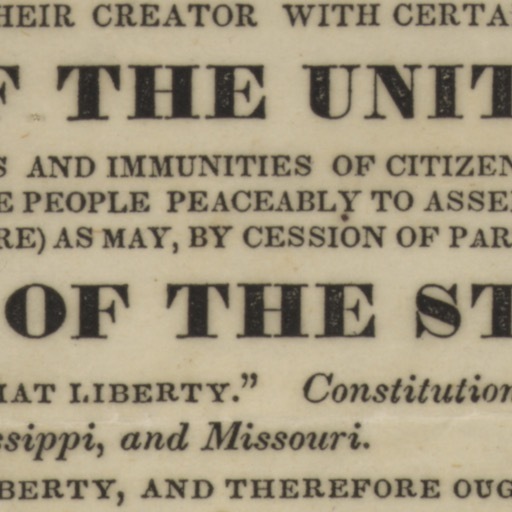 HEIR CREATOR WITH CERTA
F THE UNIT
S AND IMMUNITIES OF CITIZEN
E PEOPLE PEACEABLY TO ASSE
RE) AS MAY, BY CESSION OF PAR
OF THE ST
HAT LIBERTY.” Constitution
ssippi, and Missouri.
BERTY, AND THEREFORE OUG